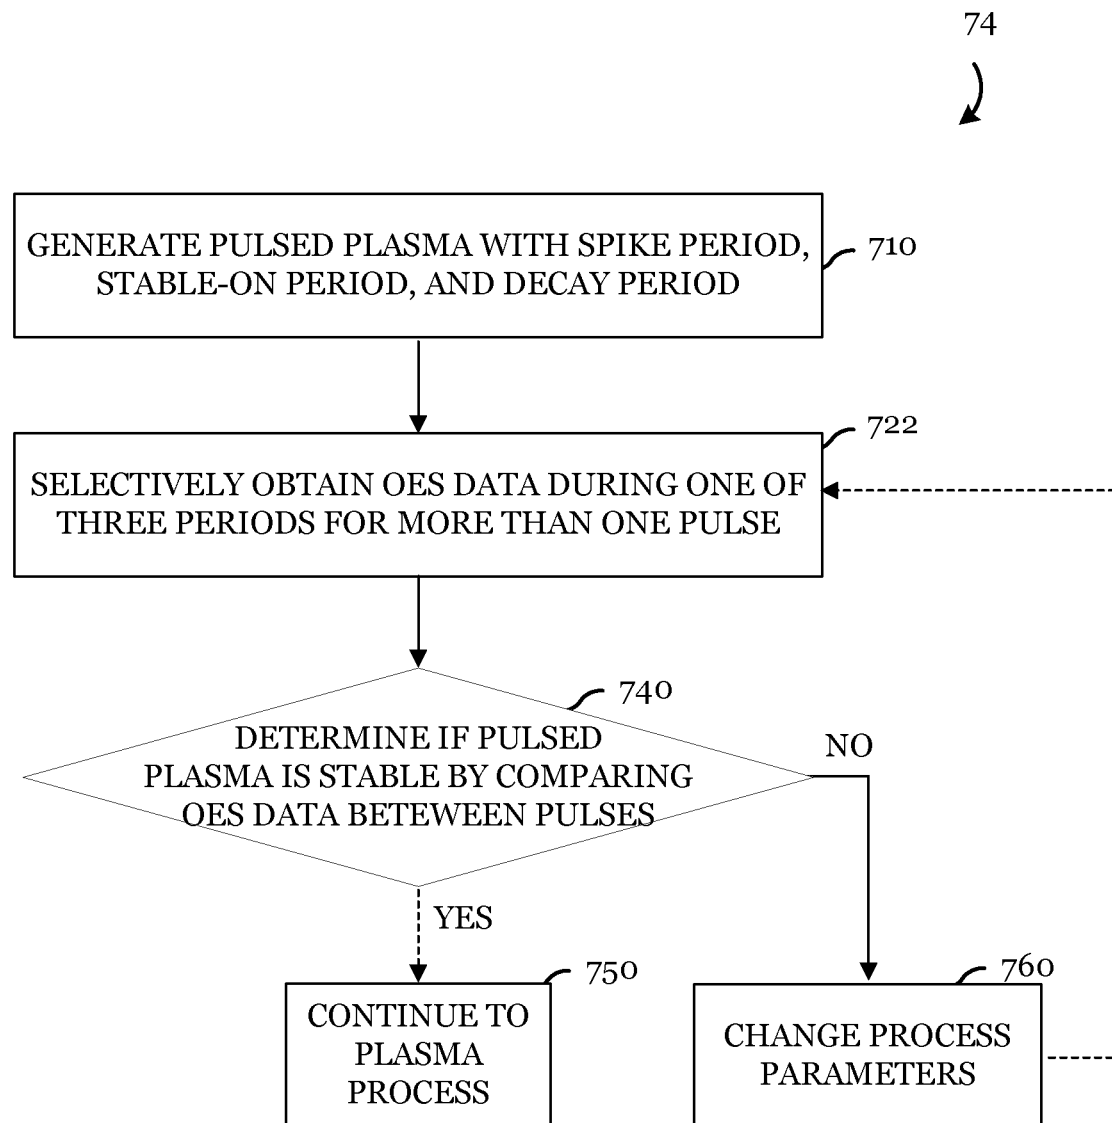 74
GENERATE PULSED PLASMA WITH SPIKE PERIOD,
STABLE-ON PERIOD, AND DECAY PERIOD
710
722
SELECTIVELY OBTAIN OES DATA DURING ONE OF
THREE PERIODS FOR MORE THAN ONE PULSE
740
DETERMINE IF PULSED
PLASMA IS STABLE BY COMPARING
OES DATA BETEWEEN PULSES
NO
YES
750
CONTINUE TO
PLASMA
PROCESS
760
CHANGE PROCESS
PARAMETERS